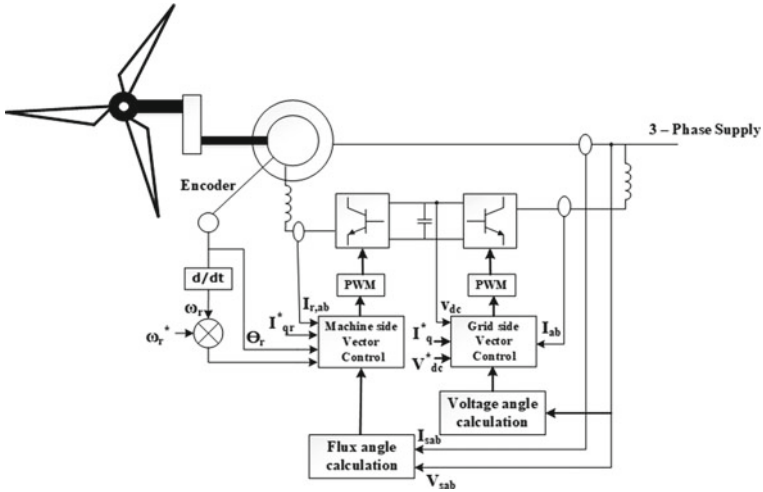 3 – Phase Supply
Encoder
d/dt
PWM
PWM
ωr
ωr*
Θr
Ir,ab
I*qr
Machine side
Vector
Control
vdc
I*q
V*dc
Grid side
Vector
Control
Iab
Voltage angle
calculation
Isab
Flux angle
calculation
Vsab